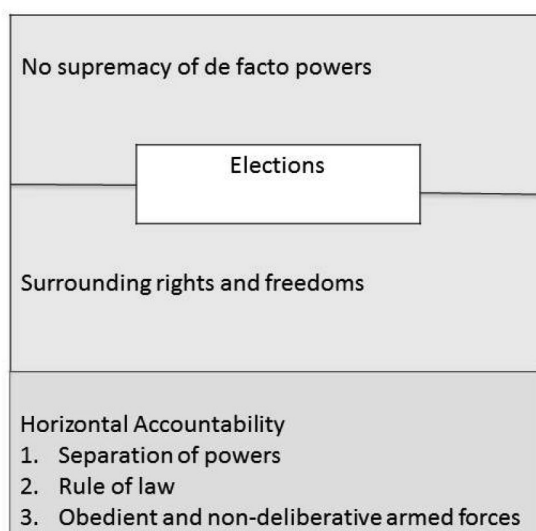 No supremacy of de facto powers
Elections
Surrounding rights and freedoms
Horizontal Accountability
1. Separation of powers
2. Rule of law
3. Obedient and non-deliberative armed forces